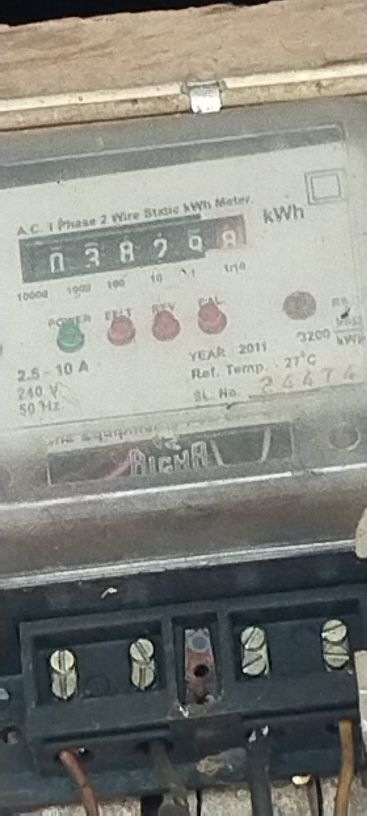 A.C. 1 Phase 2 Wire Static kWh Meter.
kWh
0 3 8 2 9 8
10000 1000 100 10 1 1/10
POWER E/LT REV CAL
2.5 - 10 A
240 V
50 Hz
YEAR 2011
3200
Ref. Temp. 27°C
SL. No. 24474